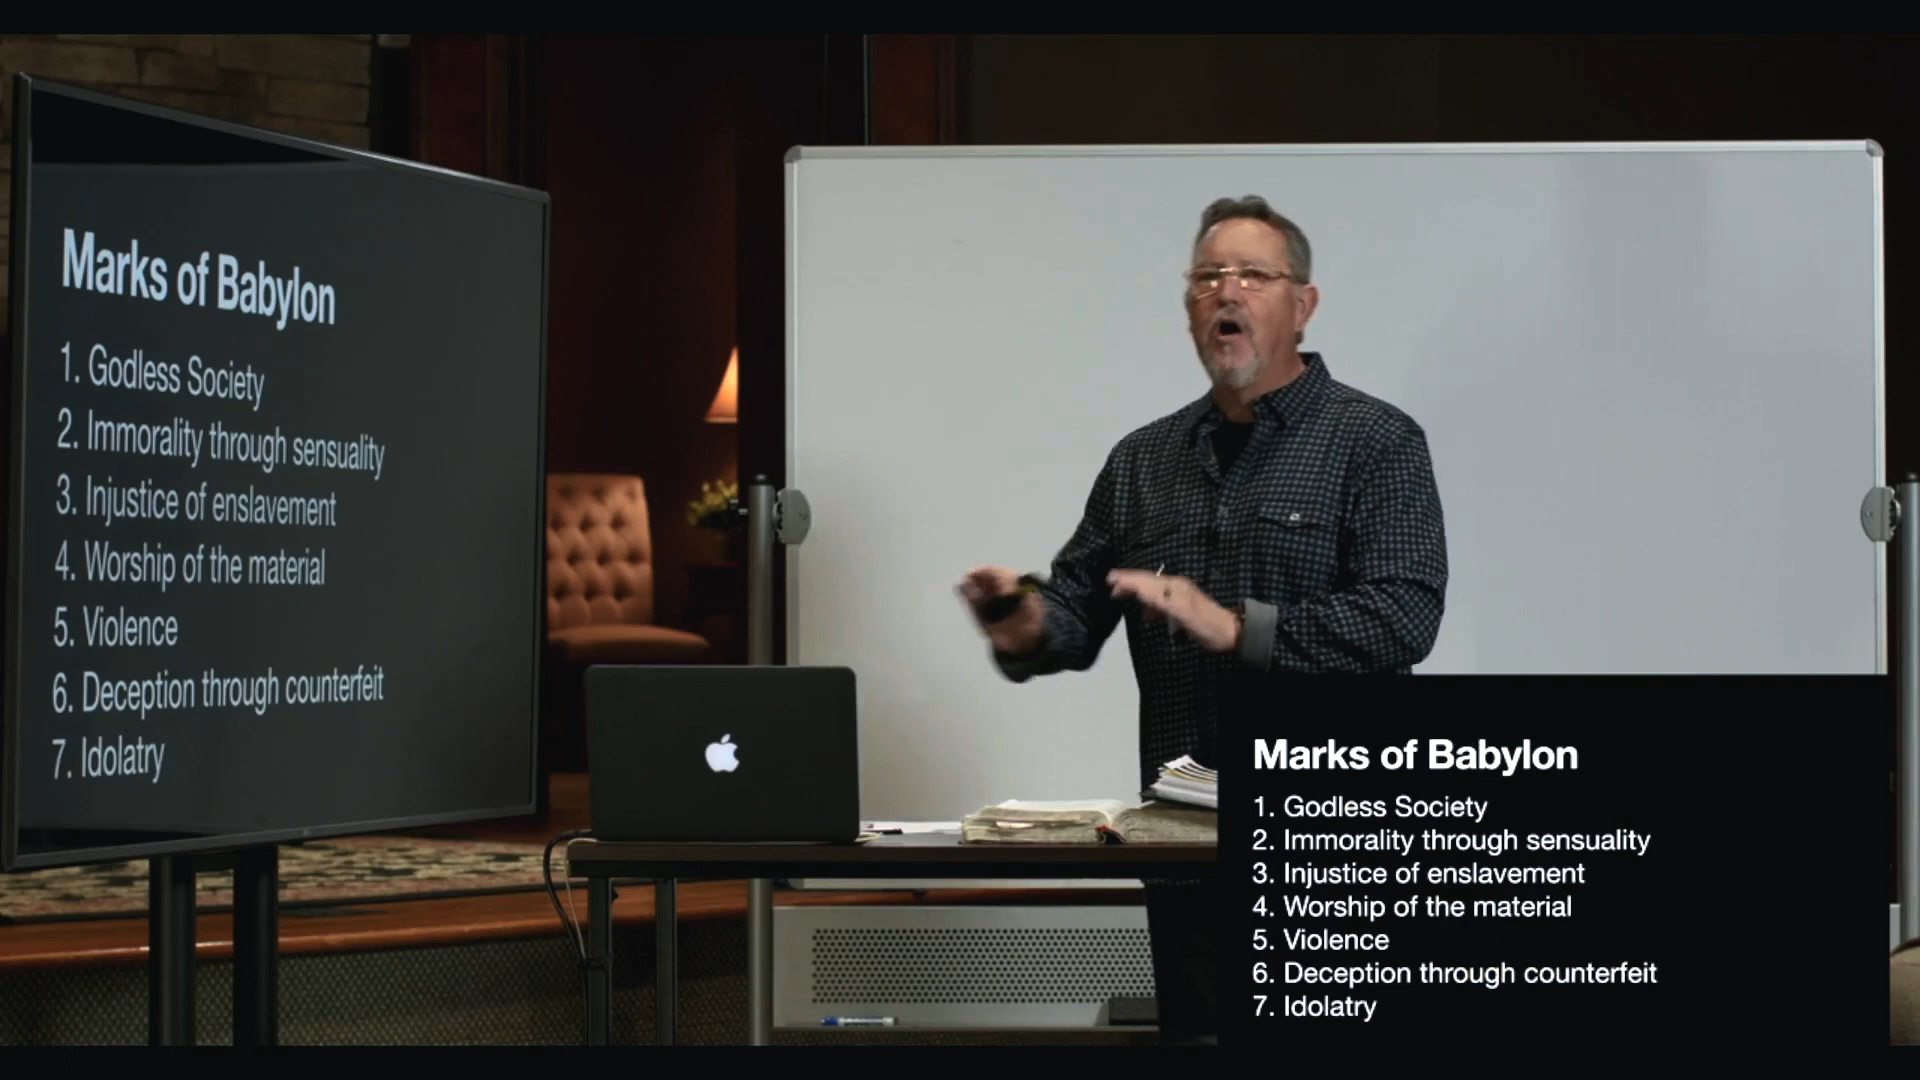 Marks of Babylon
1. Godless Society
2. Immorality through sensuality
3. Injustice of enslavement
4. Worship of the material
5. Violence
6. Deception through counterfeit
7. Idolatry
Marks of Babylon
1. Godless Society
2. Immorality through sensuality
3. Injustice of enslavement
4. Worship of the material
5. Violence
6. Deception through counterfeit
7. Idolatry